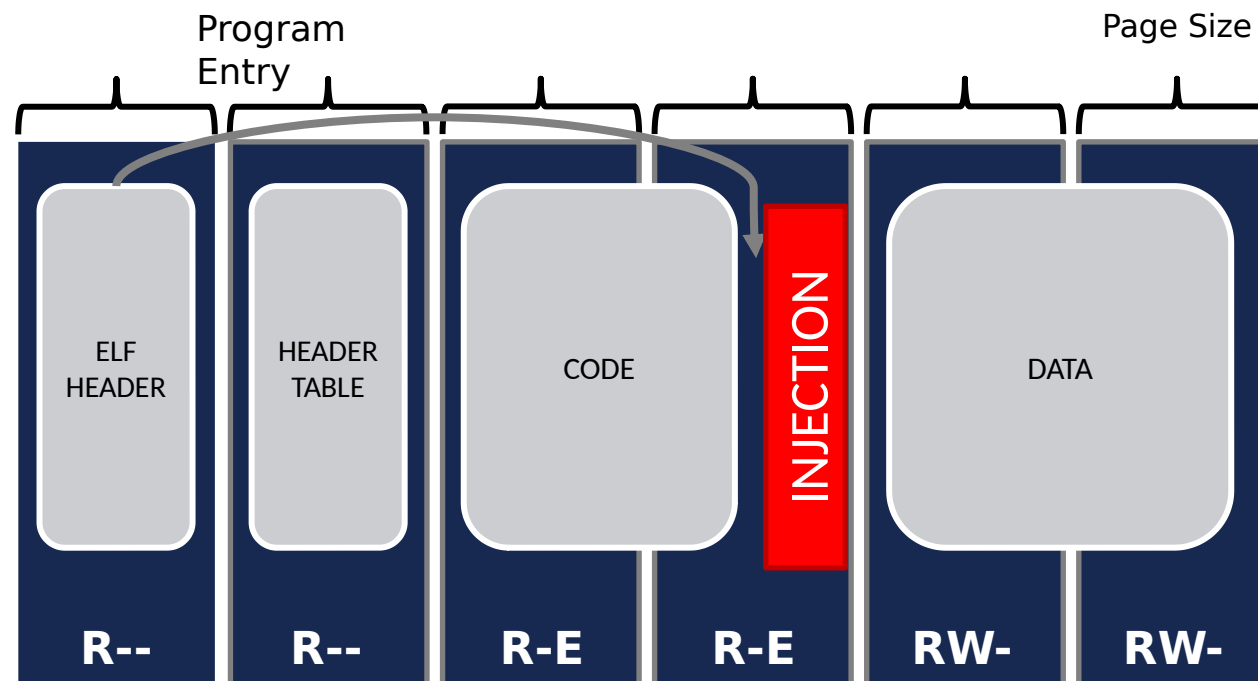 Program
Entry
Page Size
ELF
HEADER
HEADER
TABLE
CODE
INJECTION
DATA
R--
R--
R-E
R-E
RW-
RW-